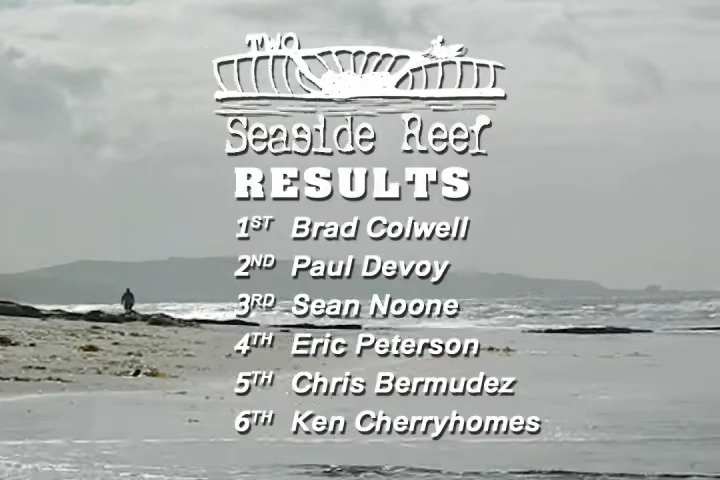 TWO
Seaside Reef
RESULTS
1ST Brad Colwell
2ND Paul Devoy
3RD Sean Noone
4TH Eric Peterson
5TH Chris Bermudez
6TH Ken Cherryhomes